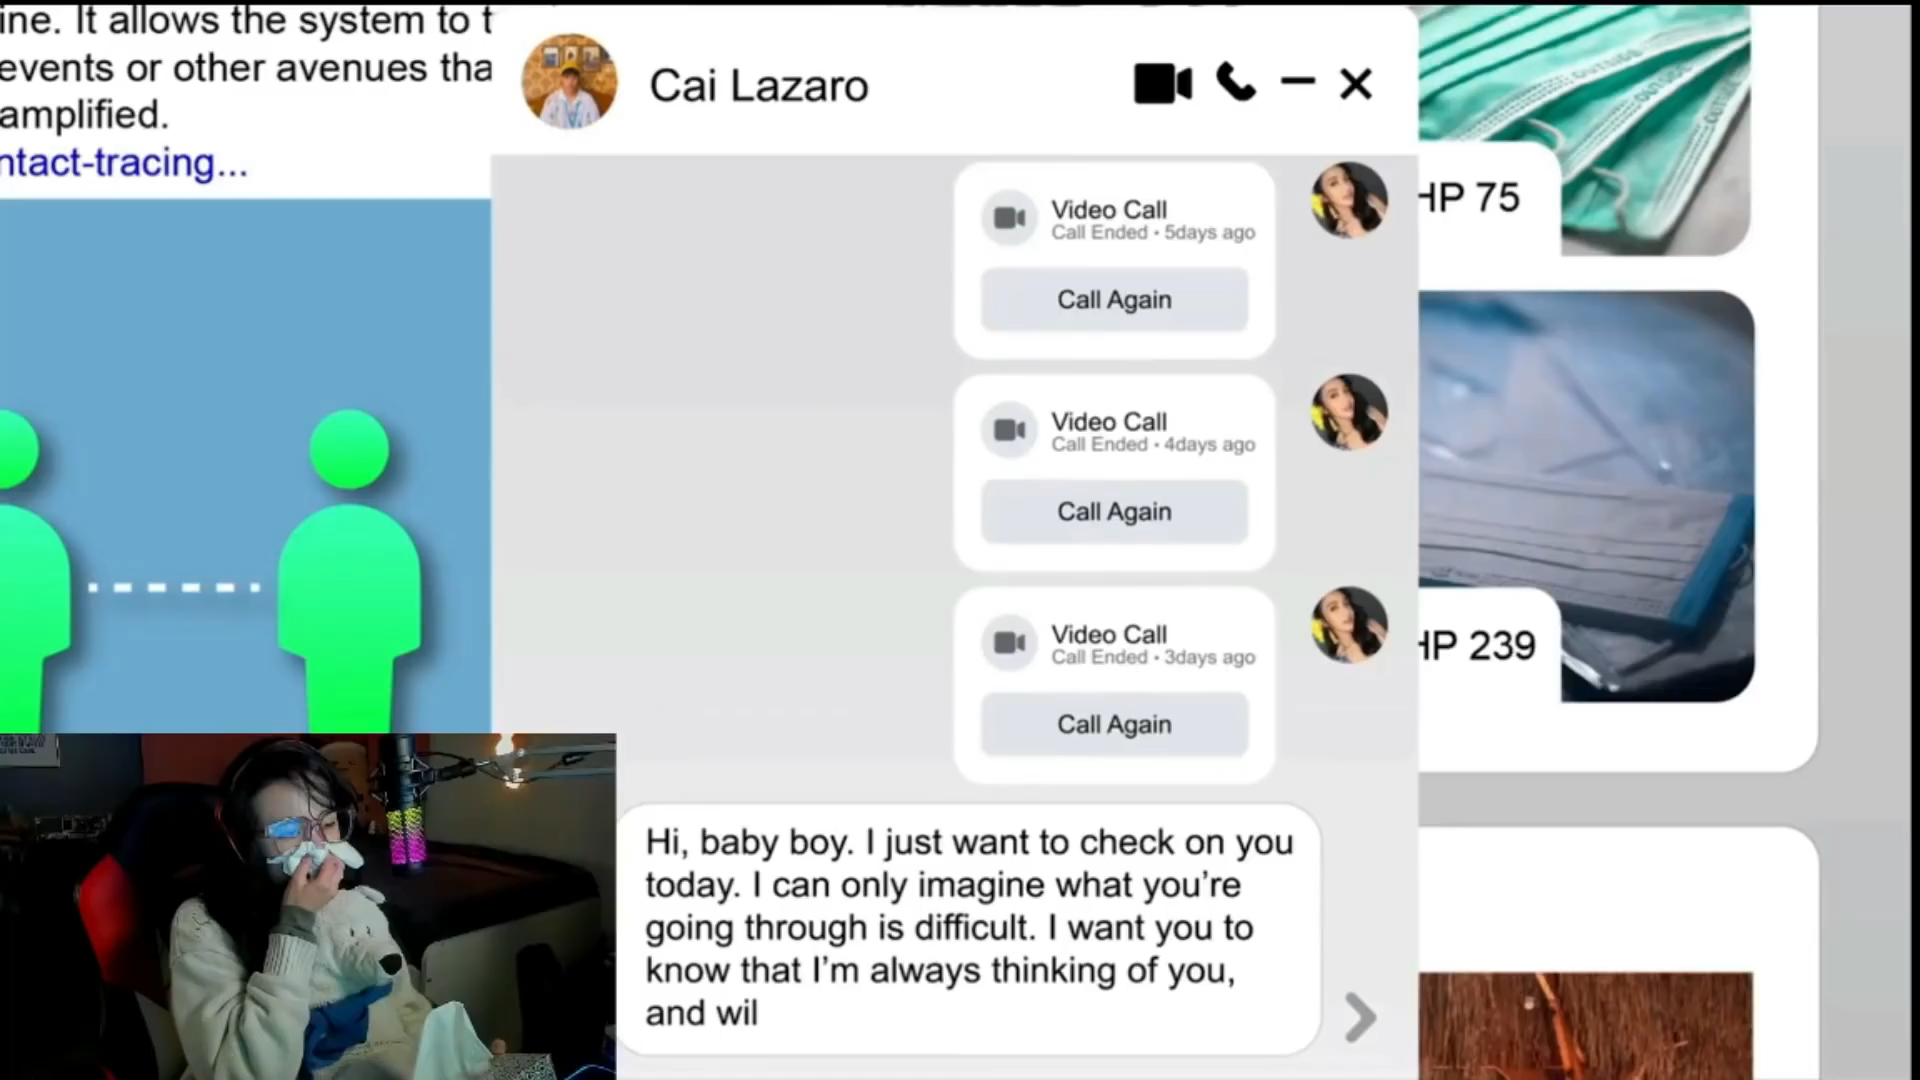 ine. It allows the system to t
events or other avenues tha
amplified.
ntact-tracing...
Cai Lazaro
Video Call
Call Ended • 5days ago
Call Again
Video Call
Call Ended • 4days ago
Call Again
Video Call
Call Ended • 3days ago
Call Again
Hi, baby boy. I just want to check on you
today. I can only imagine what you're
going through is difficult. I want you to
know that I'm always thinking of you,
and wil
HP 75
HP 239
OUTSIDE